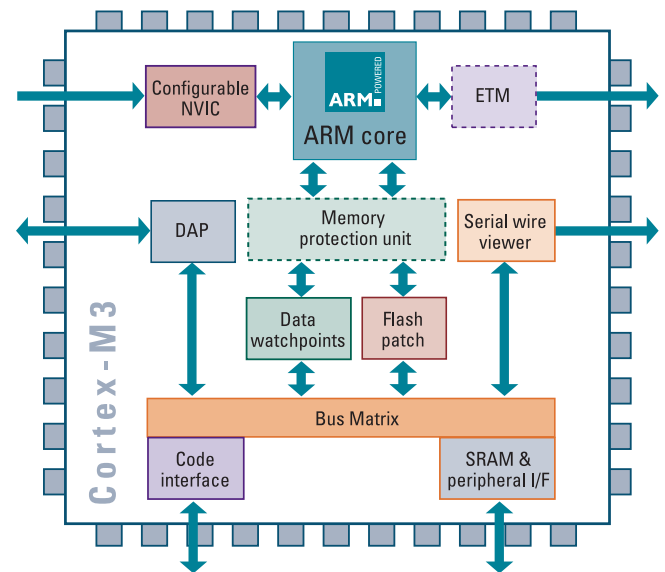 Configurable
NVIC
ARM
POWERED
ARM core
ETM
DAP
Memory
protection unit
Serial wire
viewer
Data
watchpoints
Flash
patch
Cortex-M3
Bus Matrix
Code
interface
SRAM &
peripheral I/F